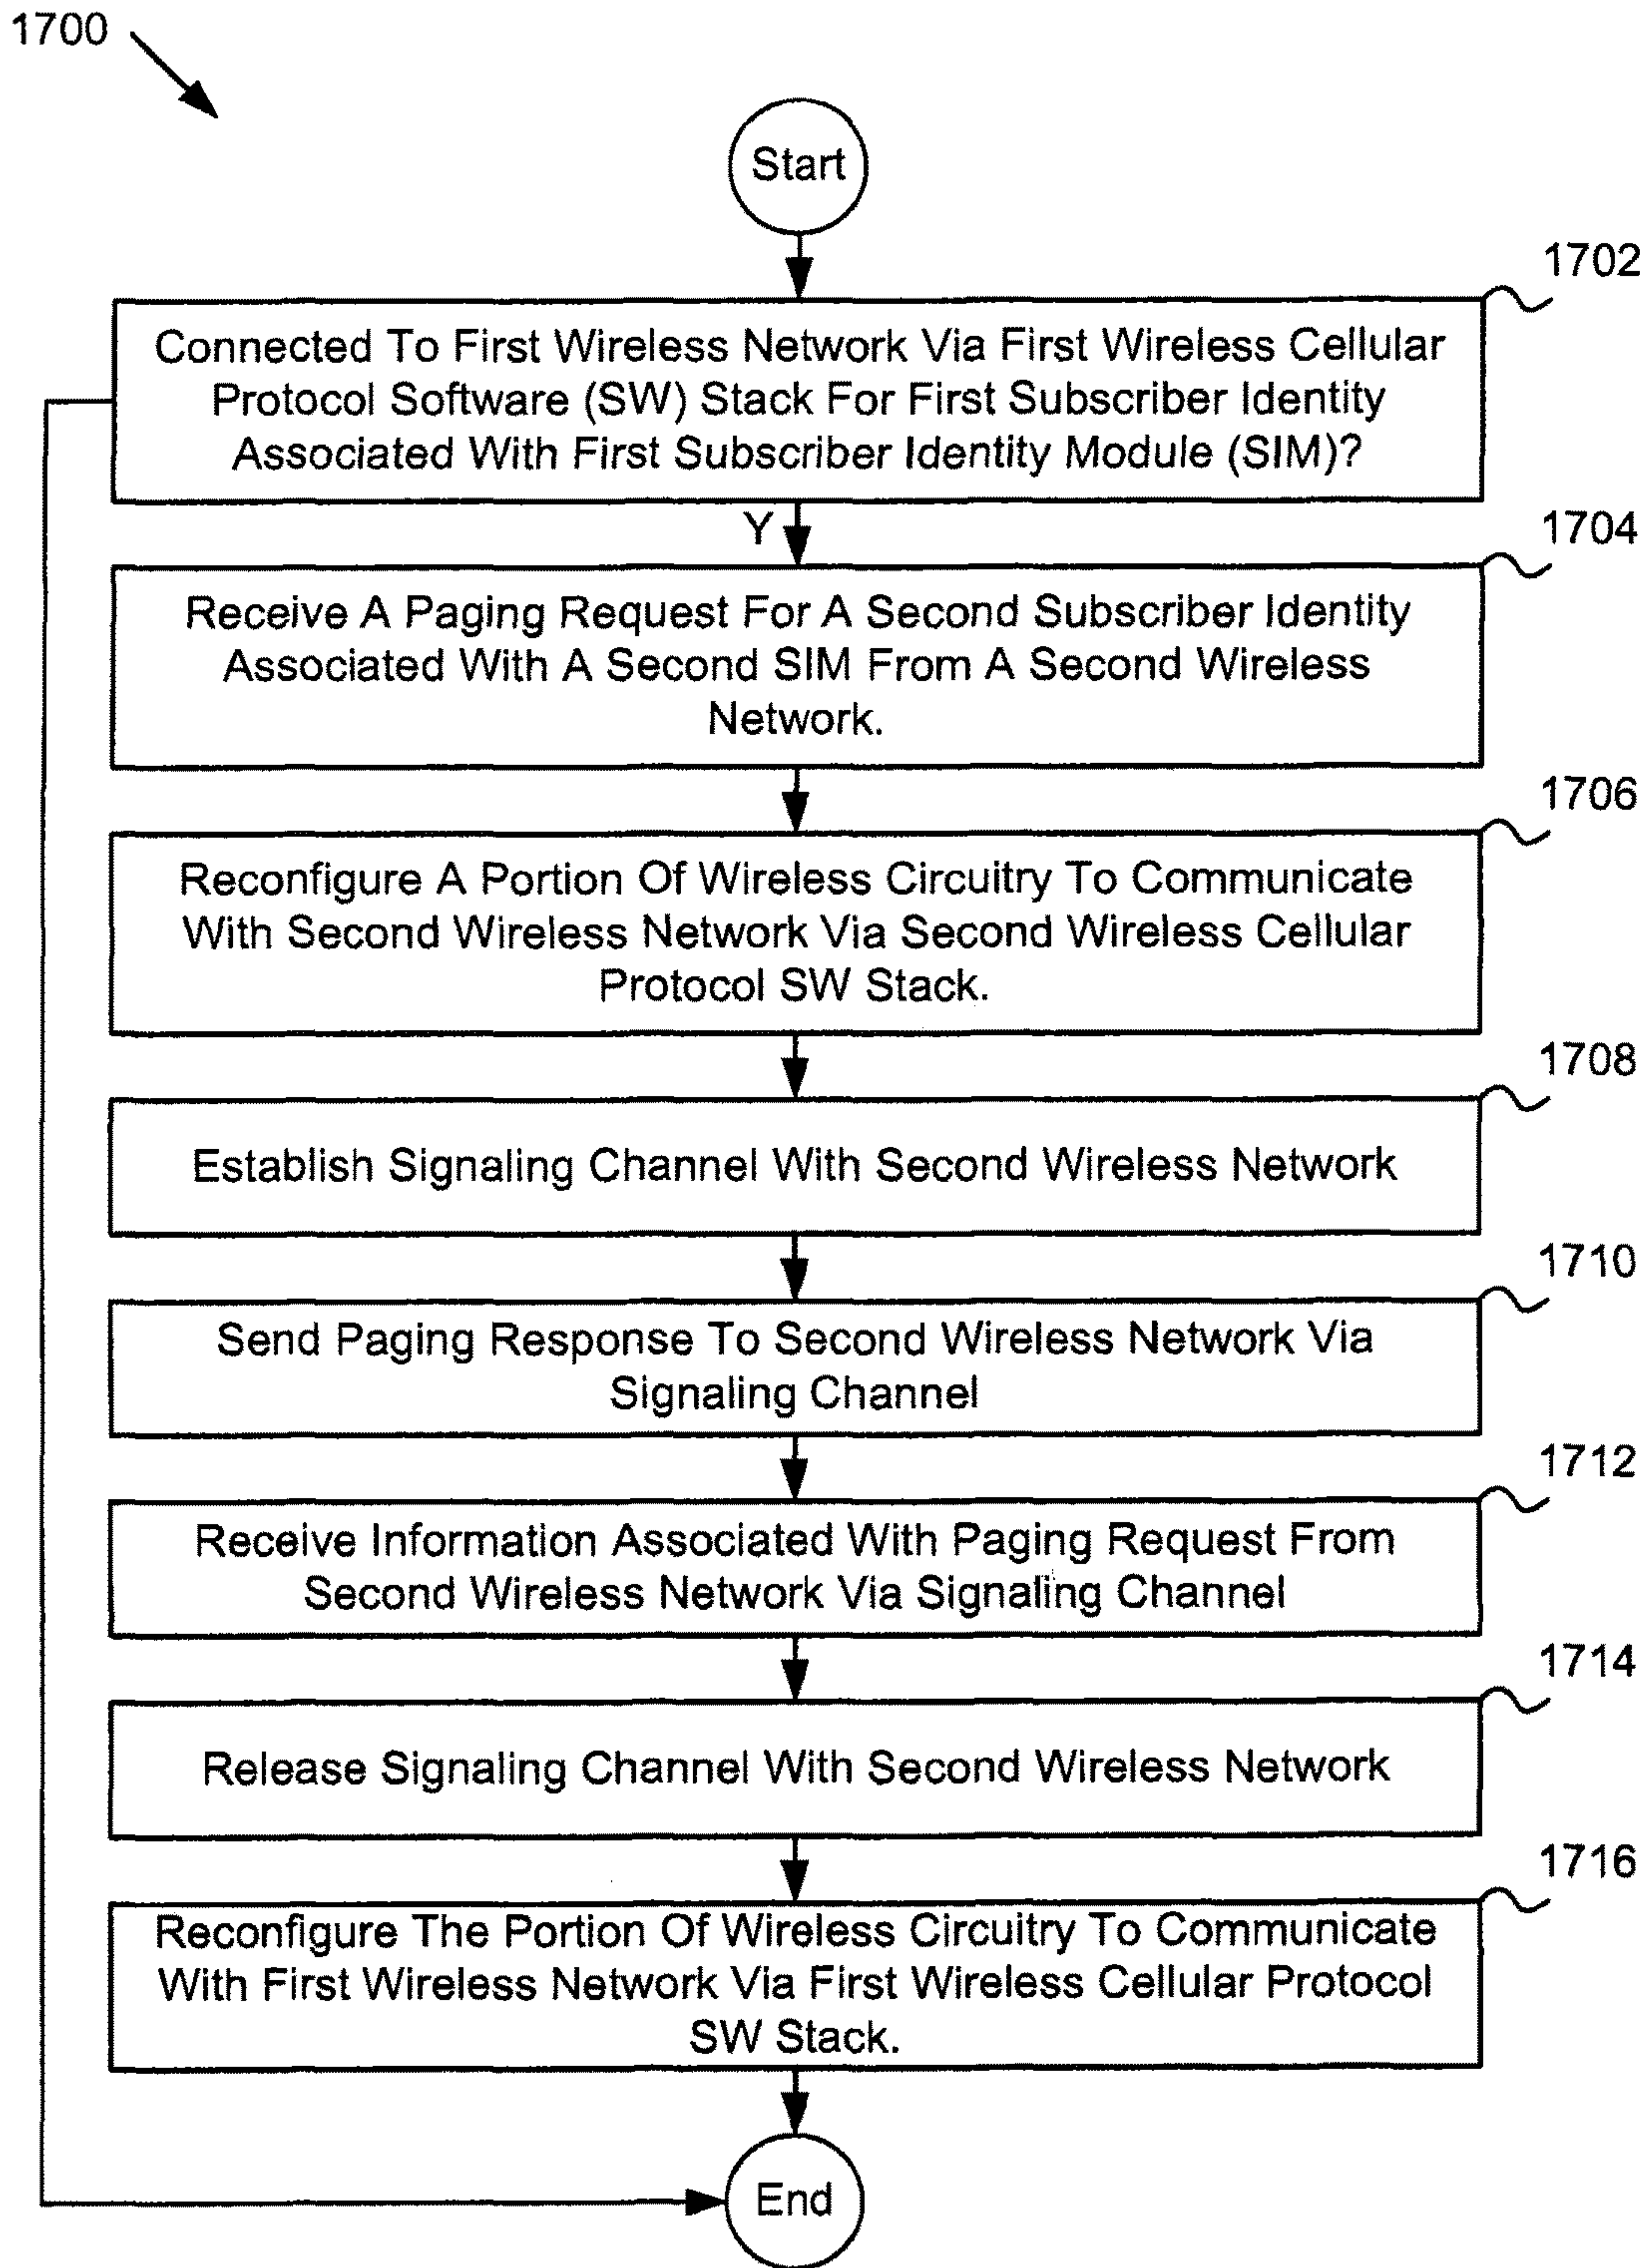 1700
Start
1702
Connected To First Wireless Network Via First Wireless Cellular
Protocol Software (SW) Stack For First Subscriber Identity
Associated With First Subscriber Identity Module (SIM)?
Y
1704
Receive A Paging Request For A Second Subscriber Identity
Associated With A Second SIM From A Second Wireless
Network.
1706
Reconfigure A Portion Of Wireless Circuitry To Communicate
With Second Wireless Network Via Second Wireless Cellular
Protocol SW Stack.
1708
Establish Signaling Channel With Second Wireless Network
1710
Send Paging Response To Second Wireless Network Via
Signaling Channel
1712
Receive Information Associated With Paging Request From
Second Wireless Network Via Signaling Channel
1714
Release Signaling Channel With Second Wireless Network
1716
Reconfigure The Portion Of Wireless Circuitry To Communicate
With First Wireless Network Via First Wireless Cellular Protocol
SW Stack.
End